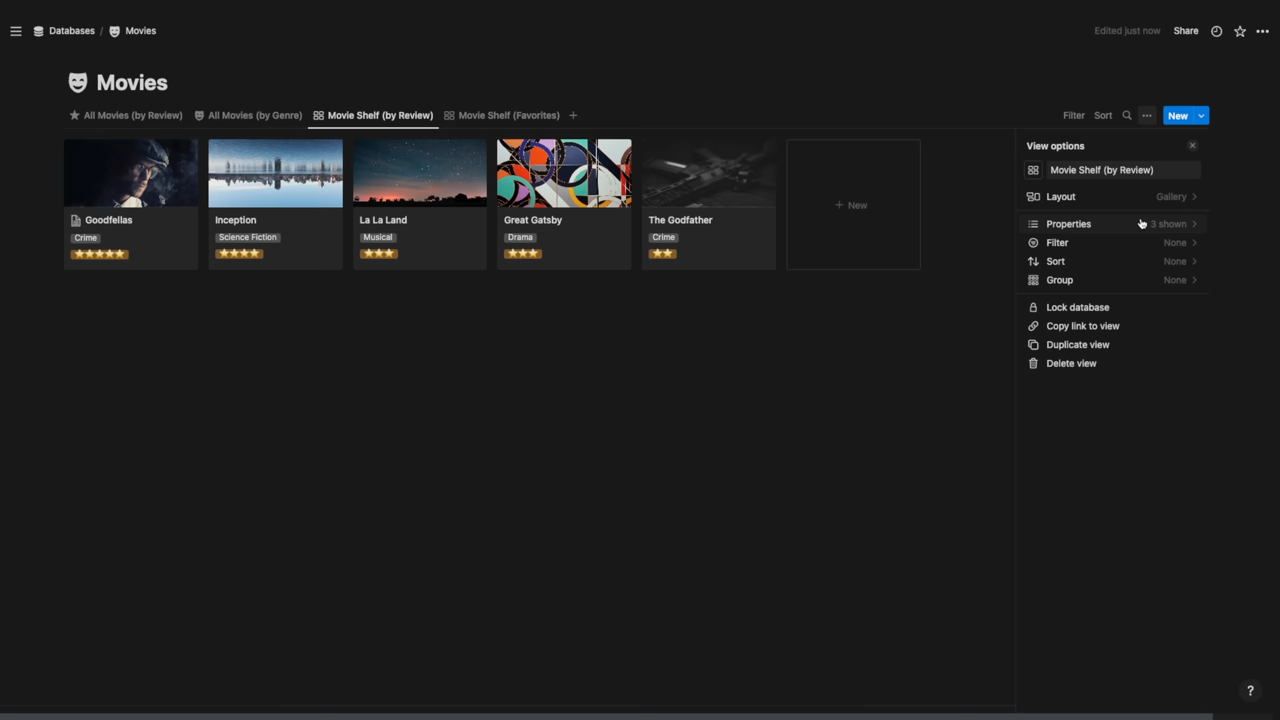 Databases / Movies
Edited just now Share
Movies
All Movies (by Review) All Movies (by Genre) Movie Shelf (by Review) Movie Shelf (Favorites) +
Filter Sort ... New
Goodfellas
Crime
⭐⭐⭐⭐⭐
Inception
Science Fiction
⭐⭐⭐⭐
La La Land
Musical
⭐⭐⭐
Great Gatsby
Drama
⭐⭐⭐
The Godfather
Crime
⭐⭐
+ New
View options
Movie Shelf (by Review)
Layout Gallery
Properties 3 shown
Filter None
Sort None
Group None
Lock database
Copy link to view
Duplicate view
Delete view
?